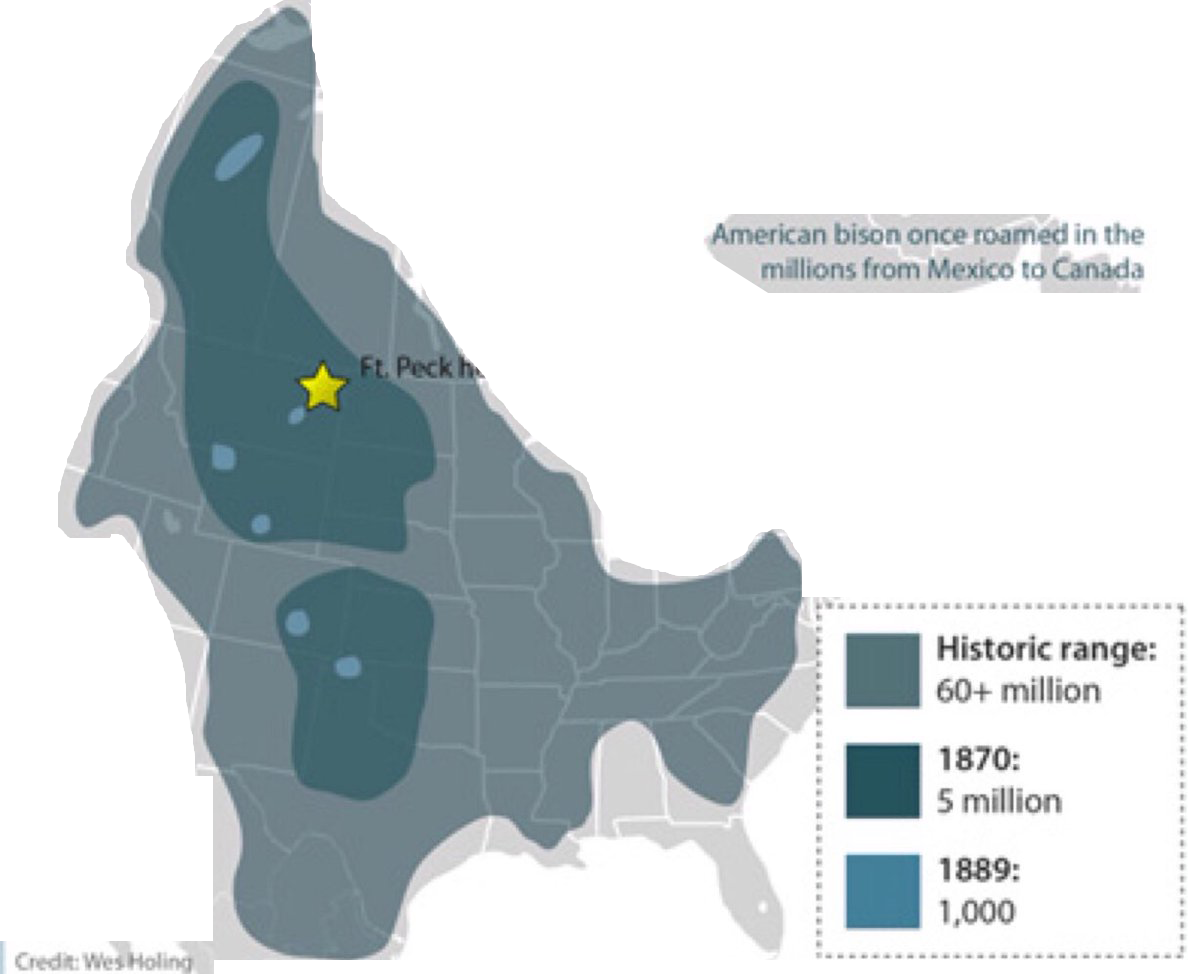 American bison once roamed in the
millions from Mexico to Canada
Ft. Peck
Historic range:
60+ million
1870:
5 million
1889:
1,000
Credit: Wes Holing